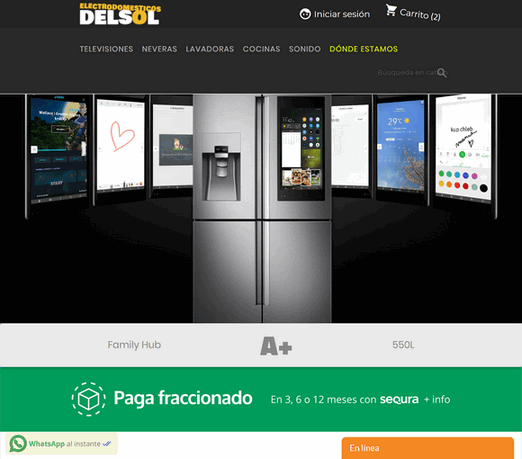 ELECTRODOMESTICOS
DELSOL
Iniciar sesión
Carrito (2)
TELEVISIONES NEVERAS LAVADORAS COCINAS SONIDO DÓNDE ESTAMOS
Búsqueda en
29°C
Family Hub
A+
550L
Paga fraccionado
En 3, 6 o 12 meses con seQura + info
WhatsApp al instante
En línea